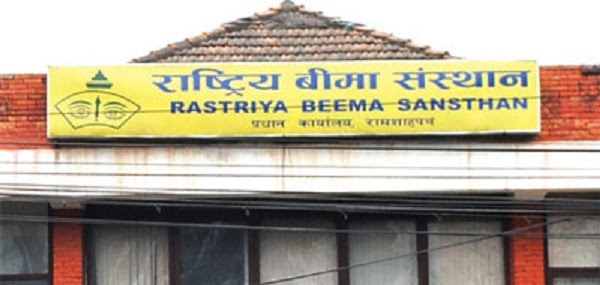 राष्ट्रिय बीमा संस्थान
RASTRIYA BEEMA SANSTHAN
प्रधान कार्यालय, रामशाहपथ